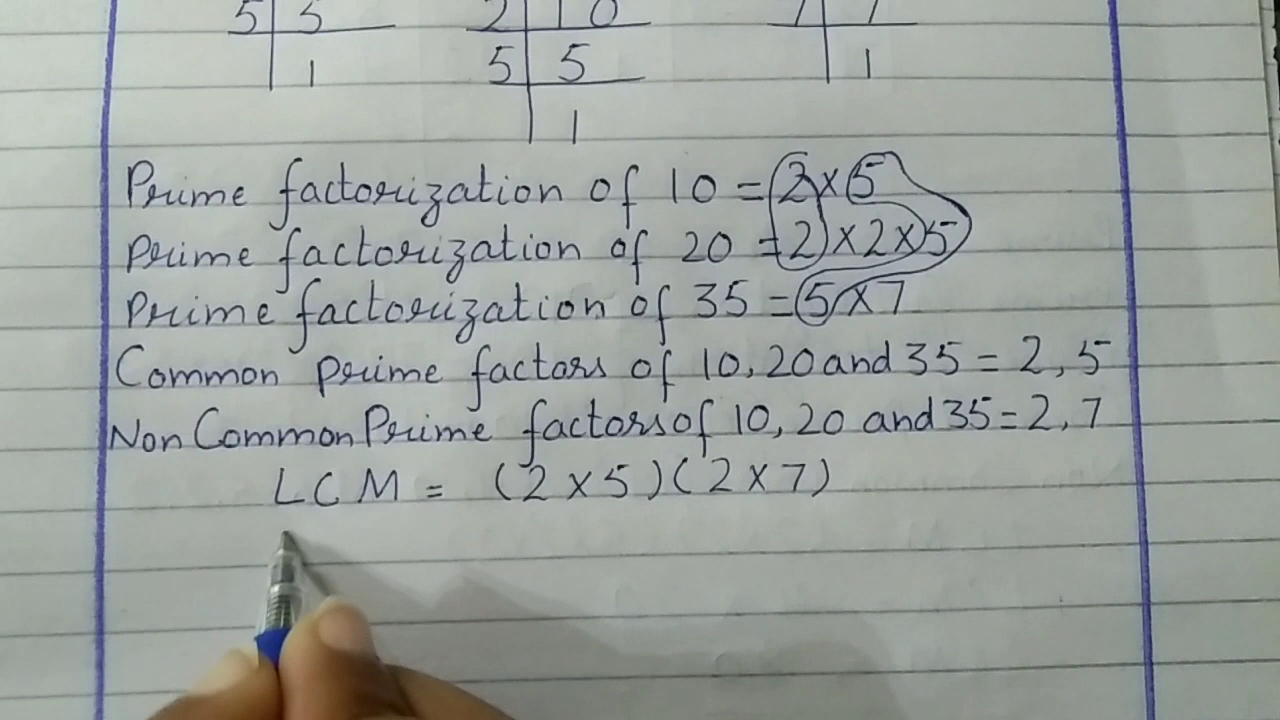 5 5 2 10 7 7
1 5 5 1
1
Prime factorization of 10 = 2×5
Prime factorization of 20 = 2×2×5
Prime factorization of 35 = 5×7
Common prime factors of 10,20 and 35 = 2,5
Non Common Prime factors of 10,20 and 35 = 2,7
LCM = (2×5)(2×7)